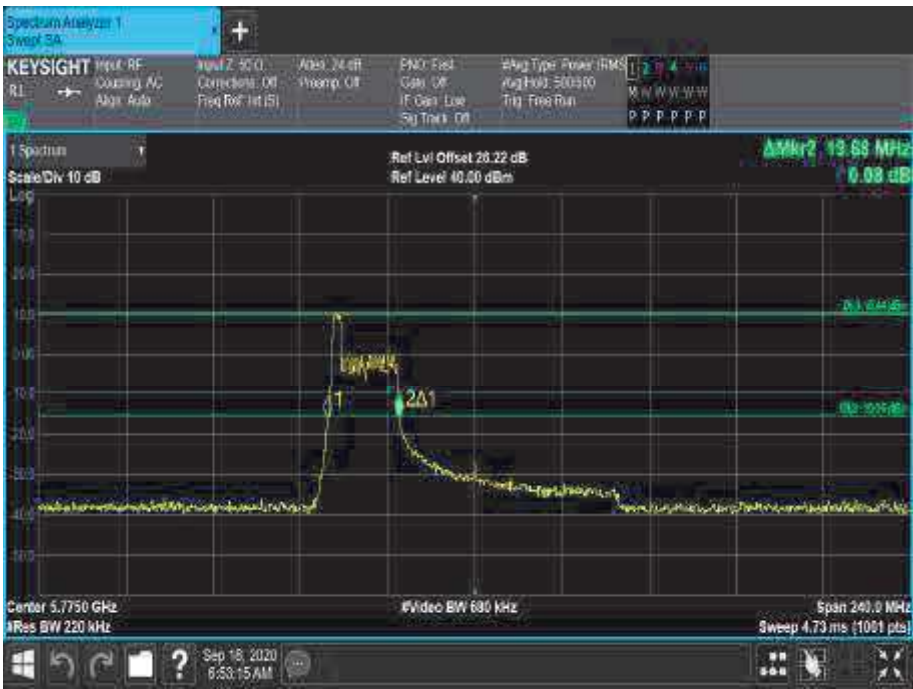 Spectrum Analyzer 1
Swept SA
+
KEYSIGHT
Input: RF
Coupling: AC
Align: Auto
Input Z: 50 Ω
Corrections: Off
Freq Ref: Int (S)
Atten: 24 dB
Preamp: Off
PNO: Fast
Gate: Off
IF Gain: Low
Sig Track: Off
#Avg Type: Power (RMS
Avg|Hold: 500/500
Trig: Free Run
1 2 3 4
M W W W W W
P P P P P P
1 Spectrum
Scale/Div 10 dB
Log
Ref Lvl Offset 26.22 dB
Ref Level 40.00 dBm
ΔMkr2 19.68 MHz
0.08 dB
30.0
20.0
10.0
0.00
-10.0
-20.0
-30.0
-40.0
-50.0
1
2Δ1
Center 5.7750 GHz
#Res BW 220 kHz
#Video BW 680 kHz
Span 240.0 MHz
Sweep 4.73 ms (1001 pts)
?
Sep 18, 2020
6:53:15 AM